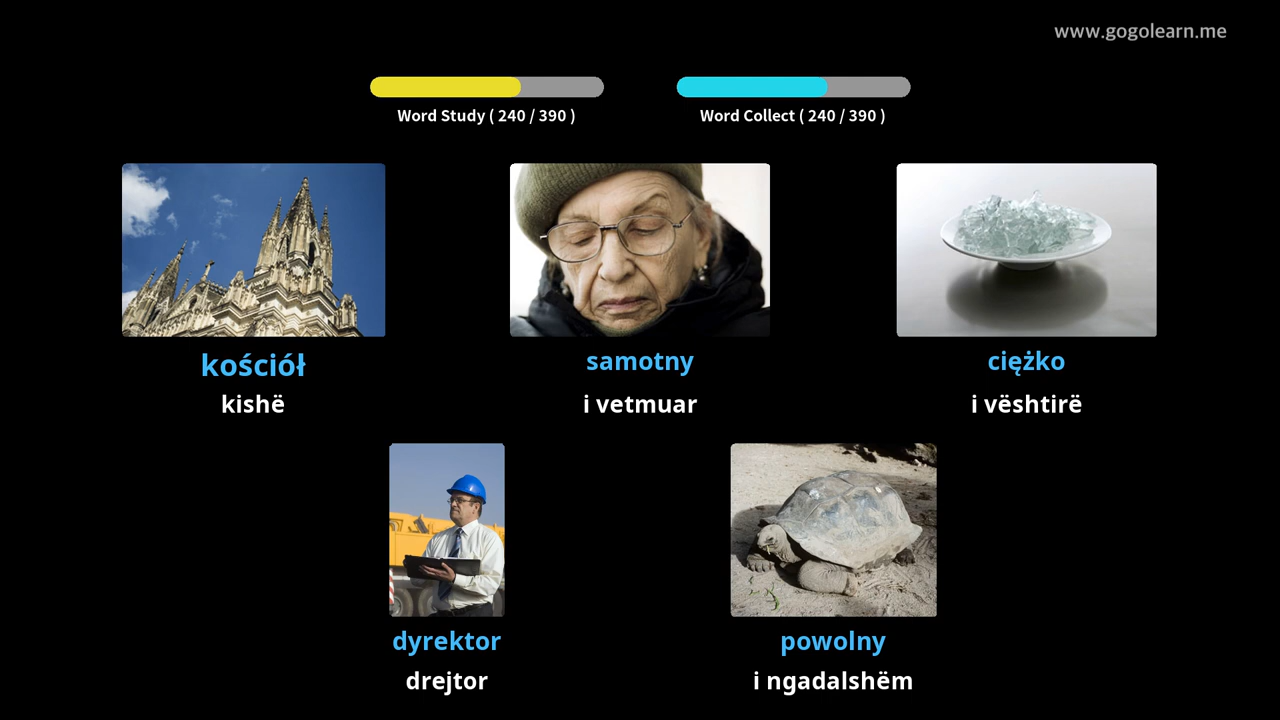 www.gogolearn.me
Word Study ( 240 / 390 )
Word Collect ( 240 / 390 )
kościół
kishë
samotny
i vetmuar
ciężko
i vështirë
dyrektor
drejtor
powolny
i ngadalshëm